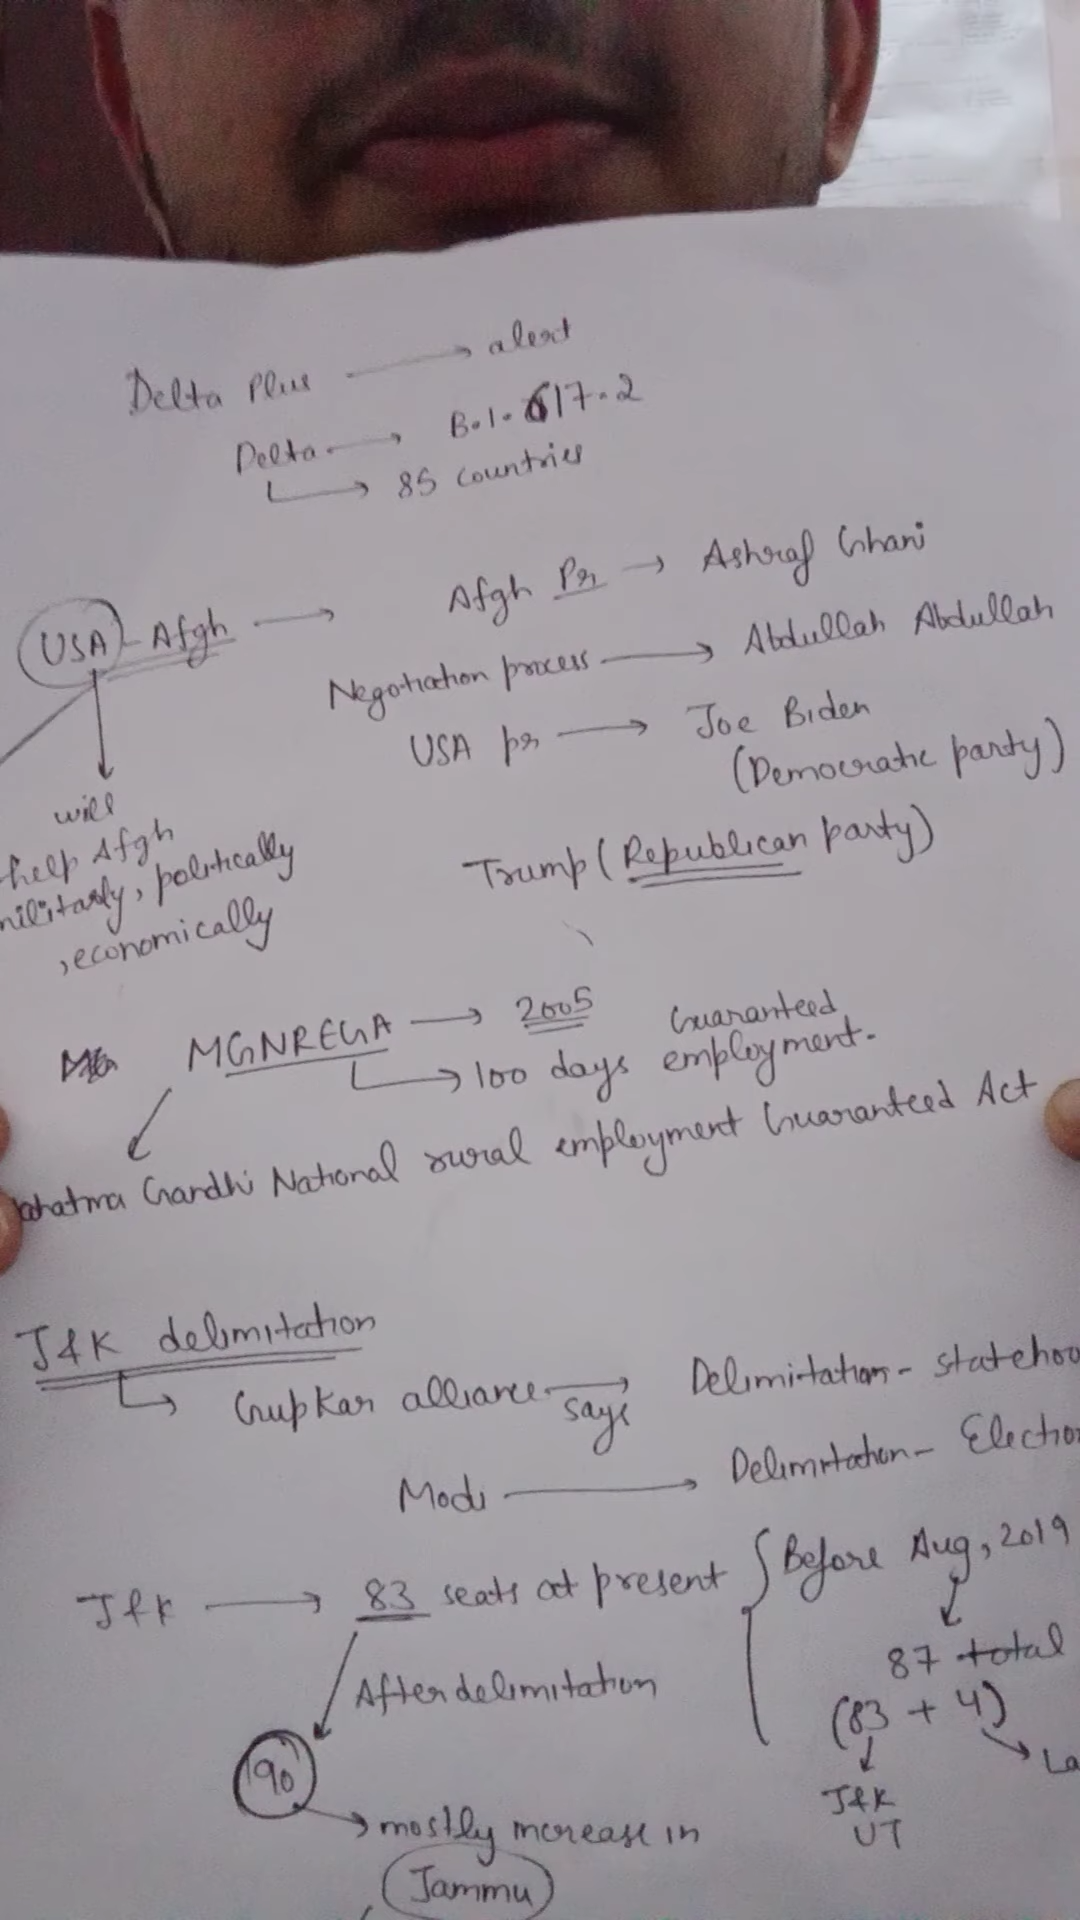 Delta Plus → alert
Delta → B.1.617.2
↳ 85 countries
USA - Afgh → Afgh Pr → Ashraf Ghani
Negotiation process → Abdullah Abdullah
USA pr → Joe Biden
(Democratic party)
will
help Afgh
militarly, politically
, economically
Trump (Republican party)
MGNREGA → 2005
↳ 100 days Guaranteed employment.
ahatma Gandhi National rural employment Guaranteed Act
J&K delimitation
↳ Gupkar alliance → says Delimitation - statehoo
Modi → Delimitation - Electio
J&K → 83 seats at present { Before Aug, 2019
87 total
(83 + 4)
La
J&K
UT
After delimitation
90
→ mostly increase in
Jammu